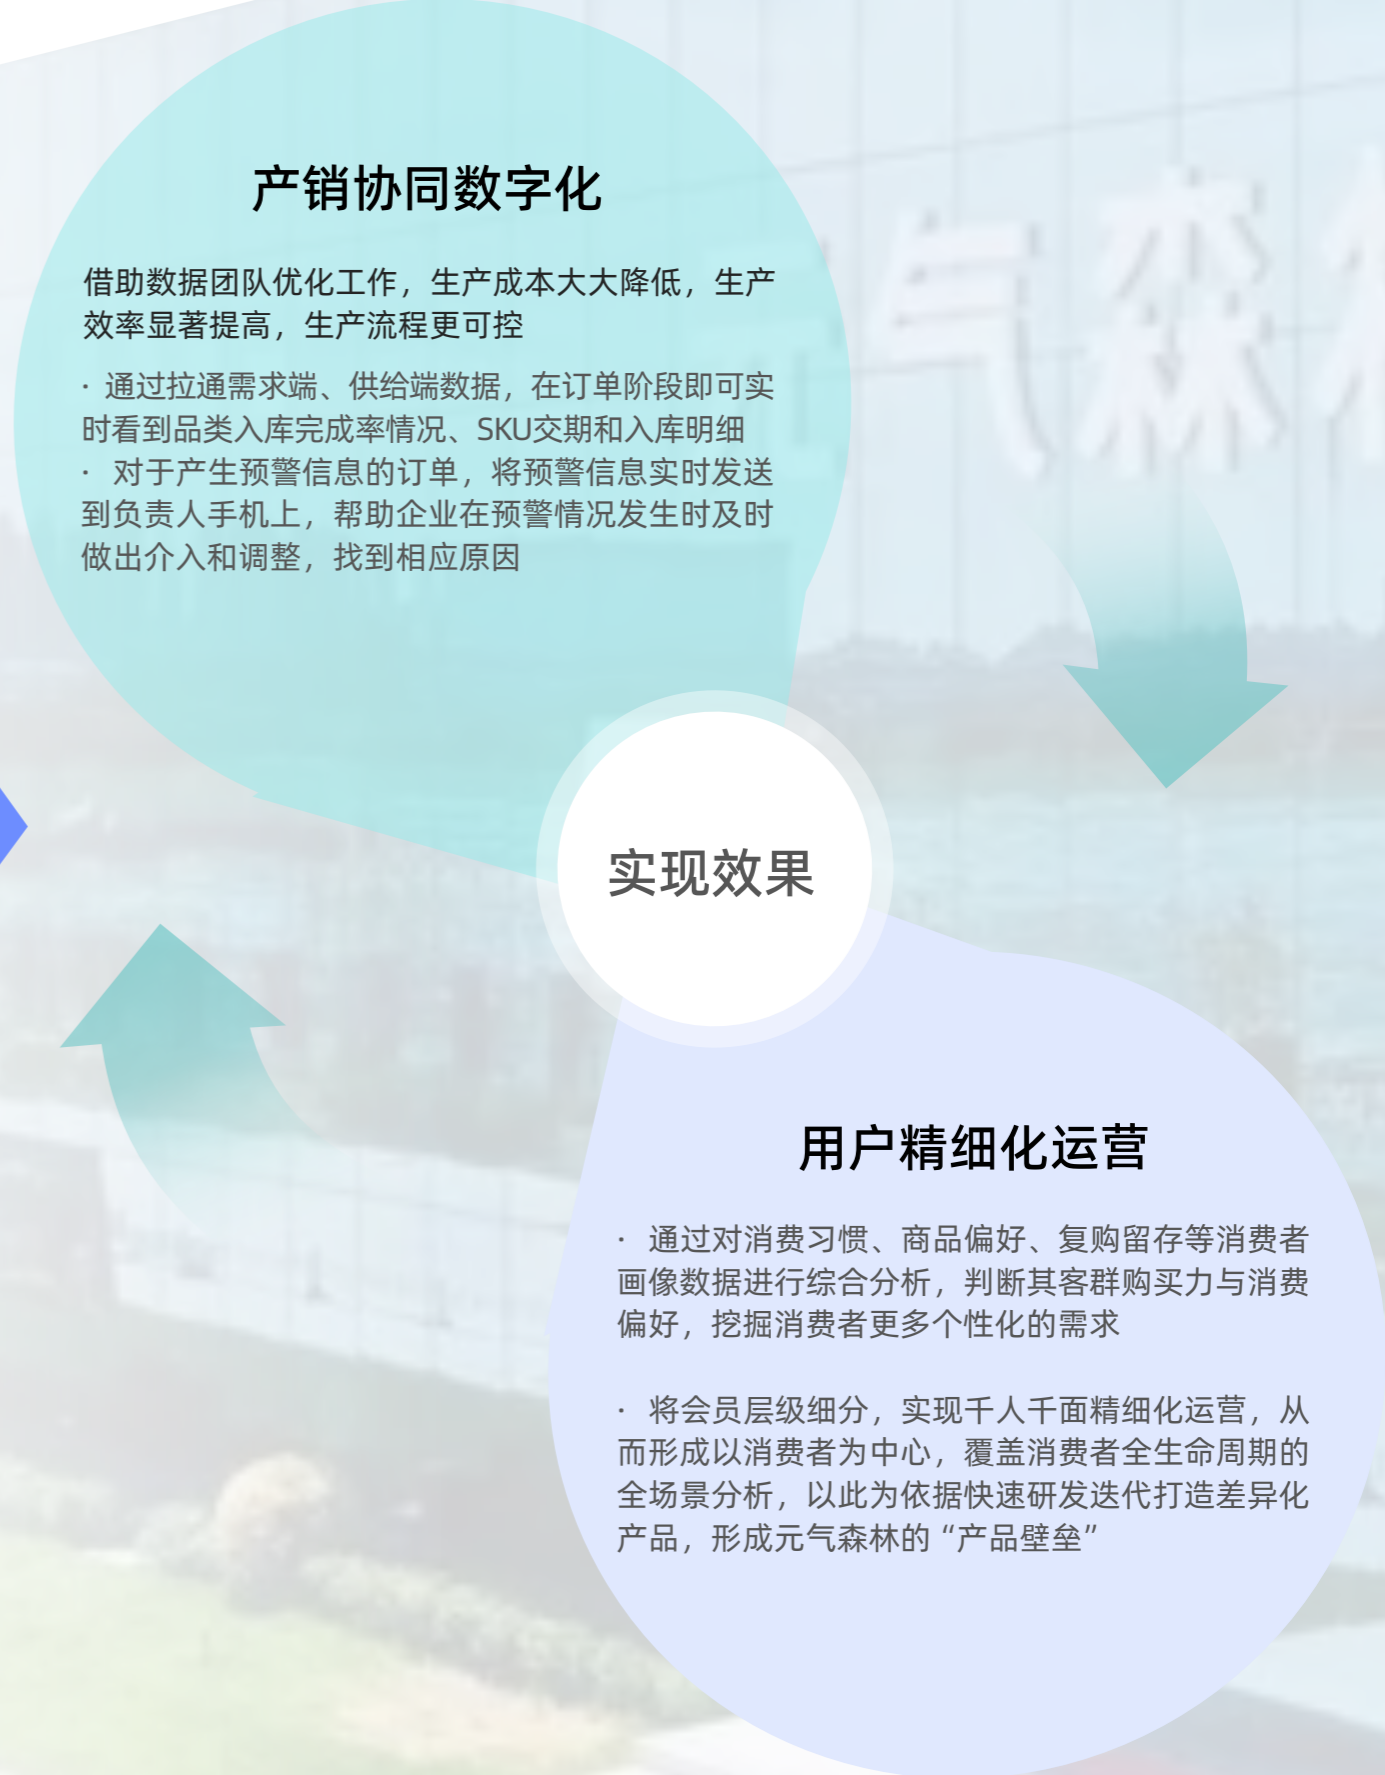 气森
产销协同数字化
借助数据团队优化工作，生产成本大大降低，生产
效率显著提高，生产流程更可控
· 通过拉通需求端、供给端数据，在订单阶段即可实
时看到品类入库完成率情况、SKU交期和入库明细
· 对于产生预警信息的订单，将预警信息实时发送
到负责人手机上，帮助企业在预警情况发生时及时
做出介入和调整，找到相应原因
实现效果
用户精细化运营
· 通过对消费习惯、商品偏好、复购留存等消费者
画像数据进行综合分析，判断其客群购买力与消费
偏好，挖掘消费者更多个性化的需求
· 将会员层级细分，实现千人千面精细化运营，从
而形成以消费者为中心，覆盖消费者全生命周期的
全场景分析，以此为依据快速研发迭代打造差异化
产品，形成元气森林的“产品壁垒”